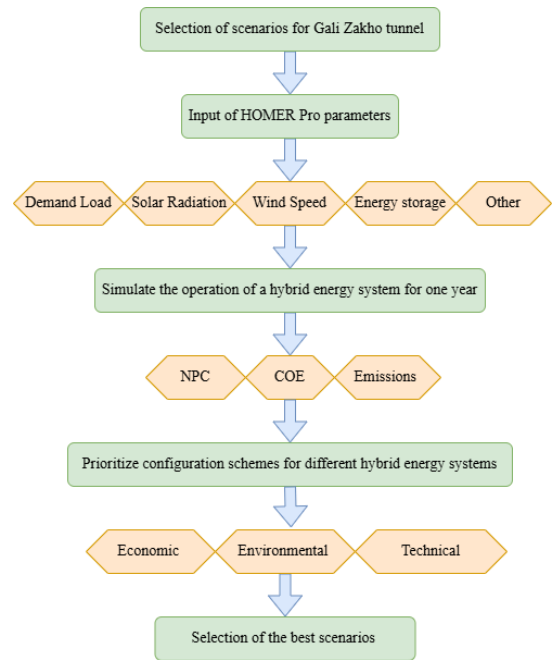 Selection of scenarios for Gali Zakho tunnel
Input of HOMER Pro parameters
Demand Load
Solar Radiation
Wind Speed
Energy storage
Other
Simulate the operation of a hybrid energy system for one year
NPC
COE
Emissions
Prioritize configuration schemes for different hybrid energy systems
Economic
Environmental
Technical
Selection of the best scenarios